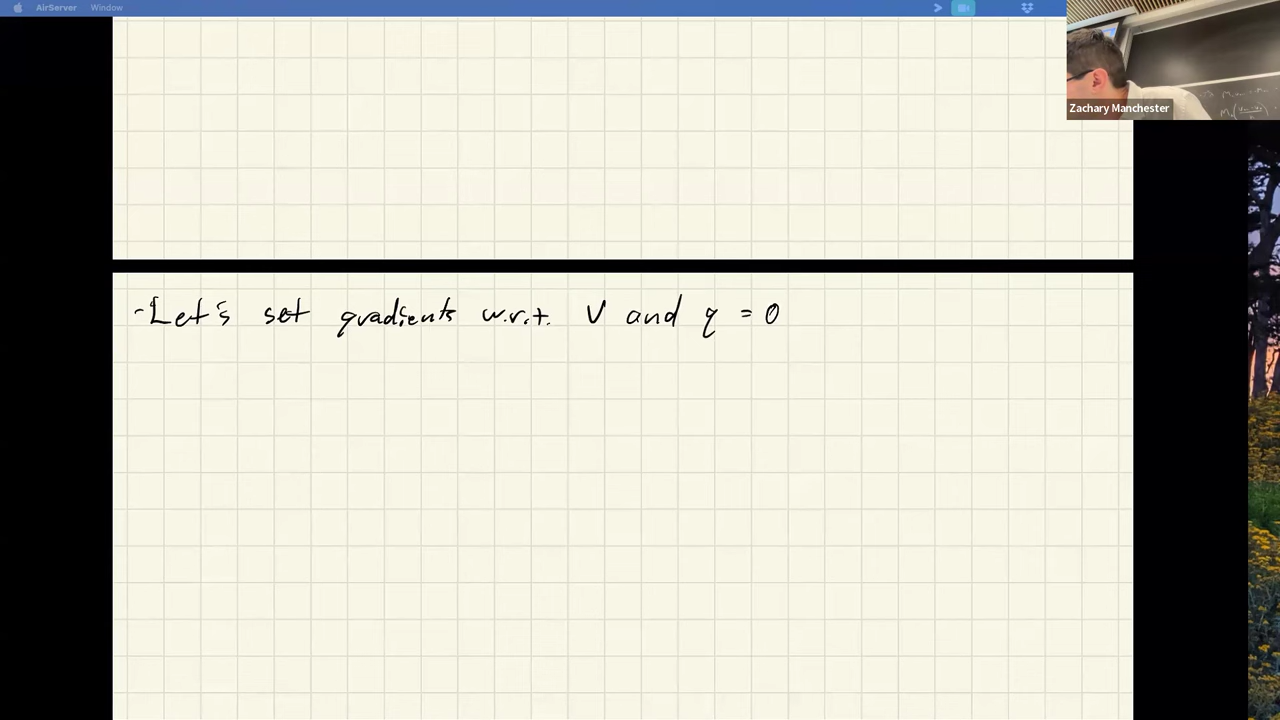 AirServer Window
Zachary Manchester
- Let's set gradients w.r.t. v and q = 0